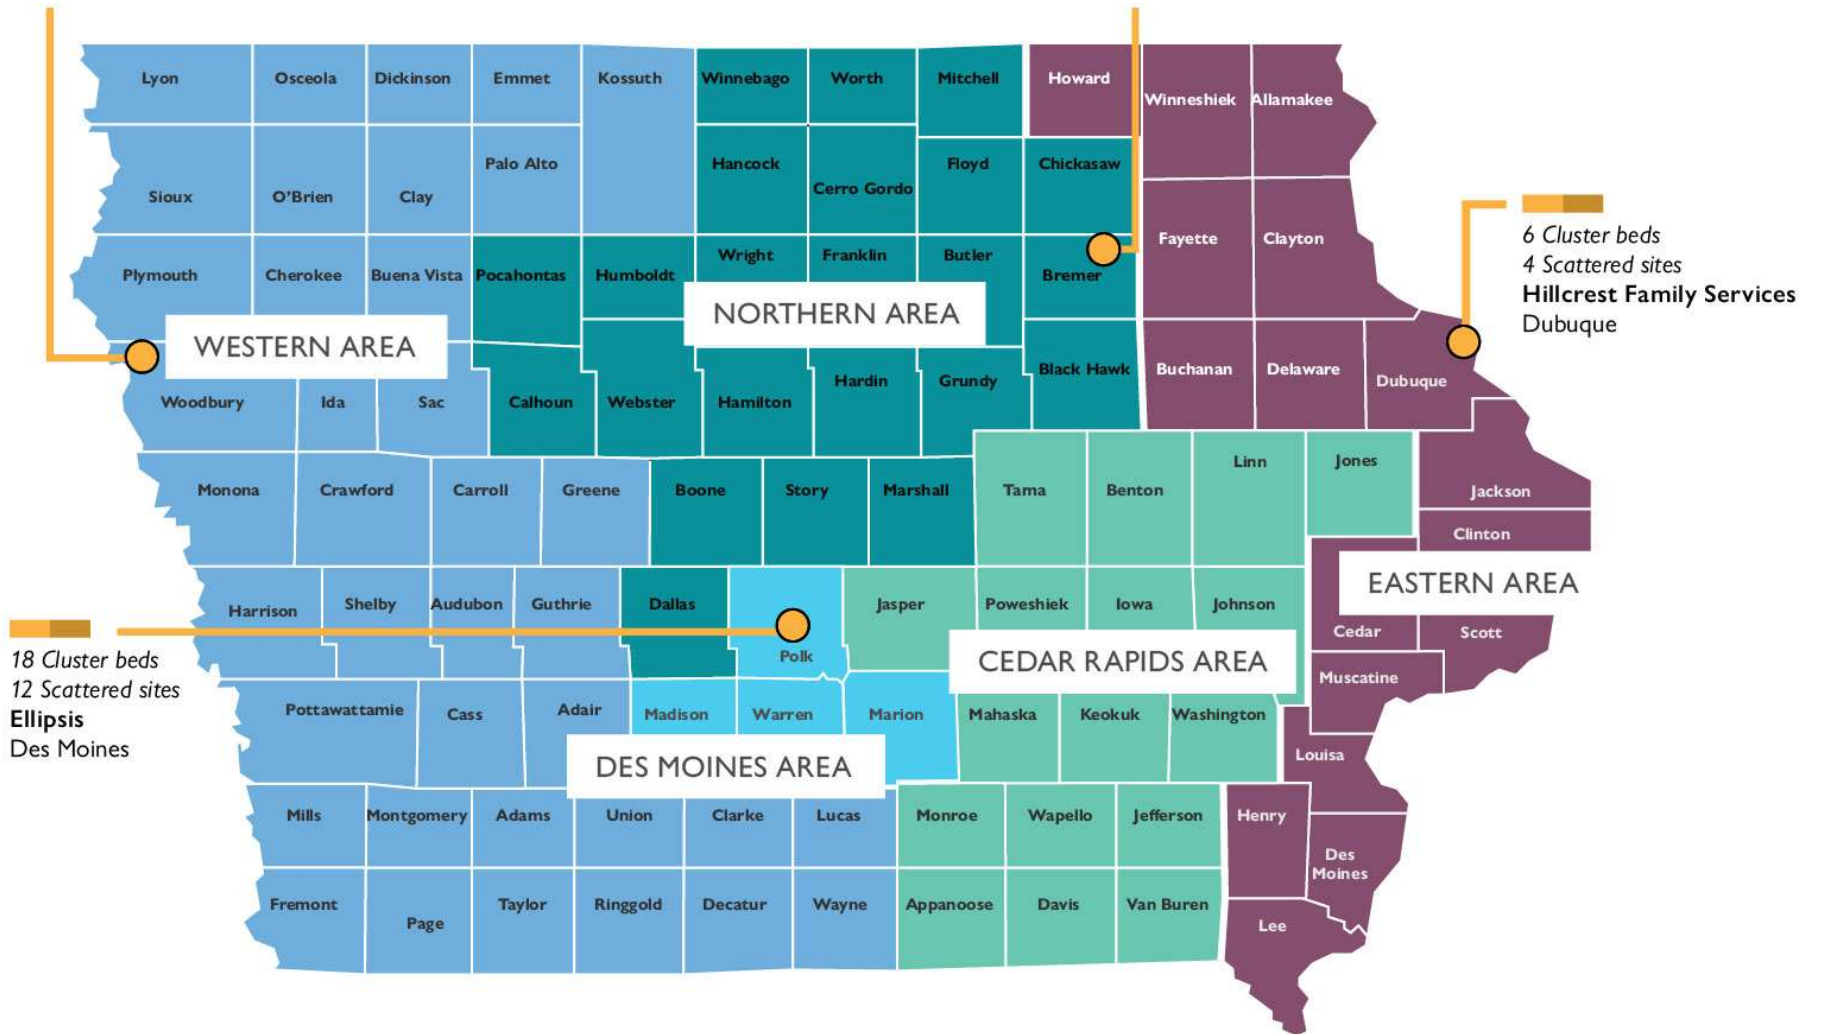 Lyon
Osceola
Dickinson
Emmet
Kossuth
Winnebago
Worth
Mitchell
Howard
Winneshiek
Allamakee
Sioux
O'Brien
Clay
Palo Alto
Hancock
Cerro Gordo
Floyd
Chickasaw
Fayette
Clayton
6 Cluster beds
4 Scattered sites
Hillcrest Family Services
Dubuque
Plymouth
Cherokee
Buena Vista
Pocahontas
Humboldt
Wright
Franklin
Butler
Bremer
WESTERN AREA
NORTHERN AREA
Woodbury
Ida
Sac
Calhoun
Webster
Hamilton
Hardin
Grundy
Black Hawk
Buchanan
Delaware
Dubuque
Monona
Crawford
Carroll
Greene
Boone
Story
Marshall
Tama
Benton
Linn
Jones
Jackson
Clinton
EASTERN AREA
Harrison
Shelby
Audubon
Guthrie
Dallas
Polk
Jasper
Poweshiek
Iowa
Johnson
Cedar
Scott
CEDAR RAPIDS AREA
Muscatine
18 Cluster beds
12 Scattered sites
Ellipsis
Des Moines
Pottawattamie
Cass
Adair
Madison
Warren
Marion
Mahaska
Keokuk
Washington
Louisa
DES MOINES AREA
Mills
Montgomery
Adams
Union
Clarke
Lucas
Monroe
Wapello
Jefferson
Henry
Des
Moines
Fremont
Page
Taylor
Ringgold
Decatur
Wayne
Appanoose
Davis
Van Buren
Lee